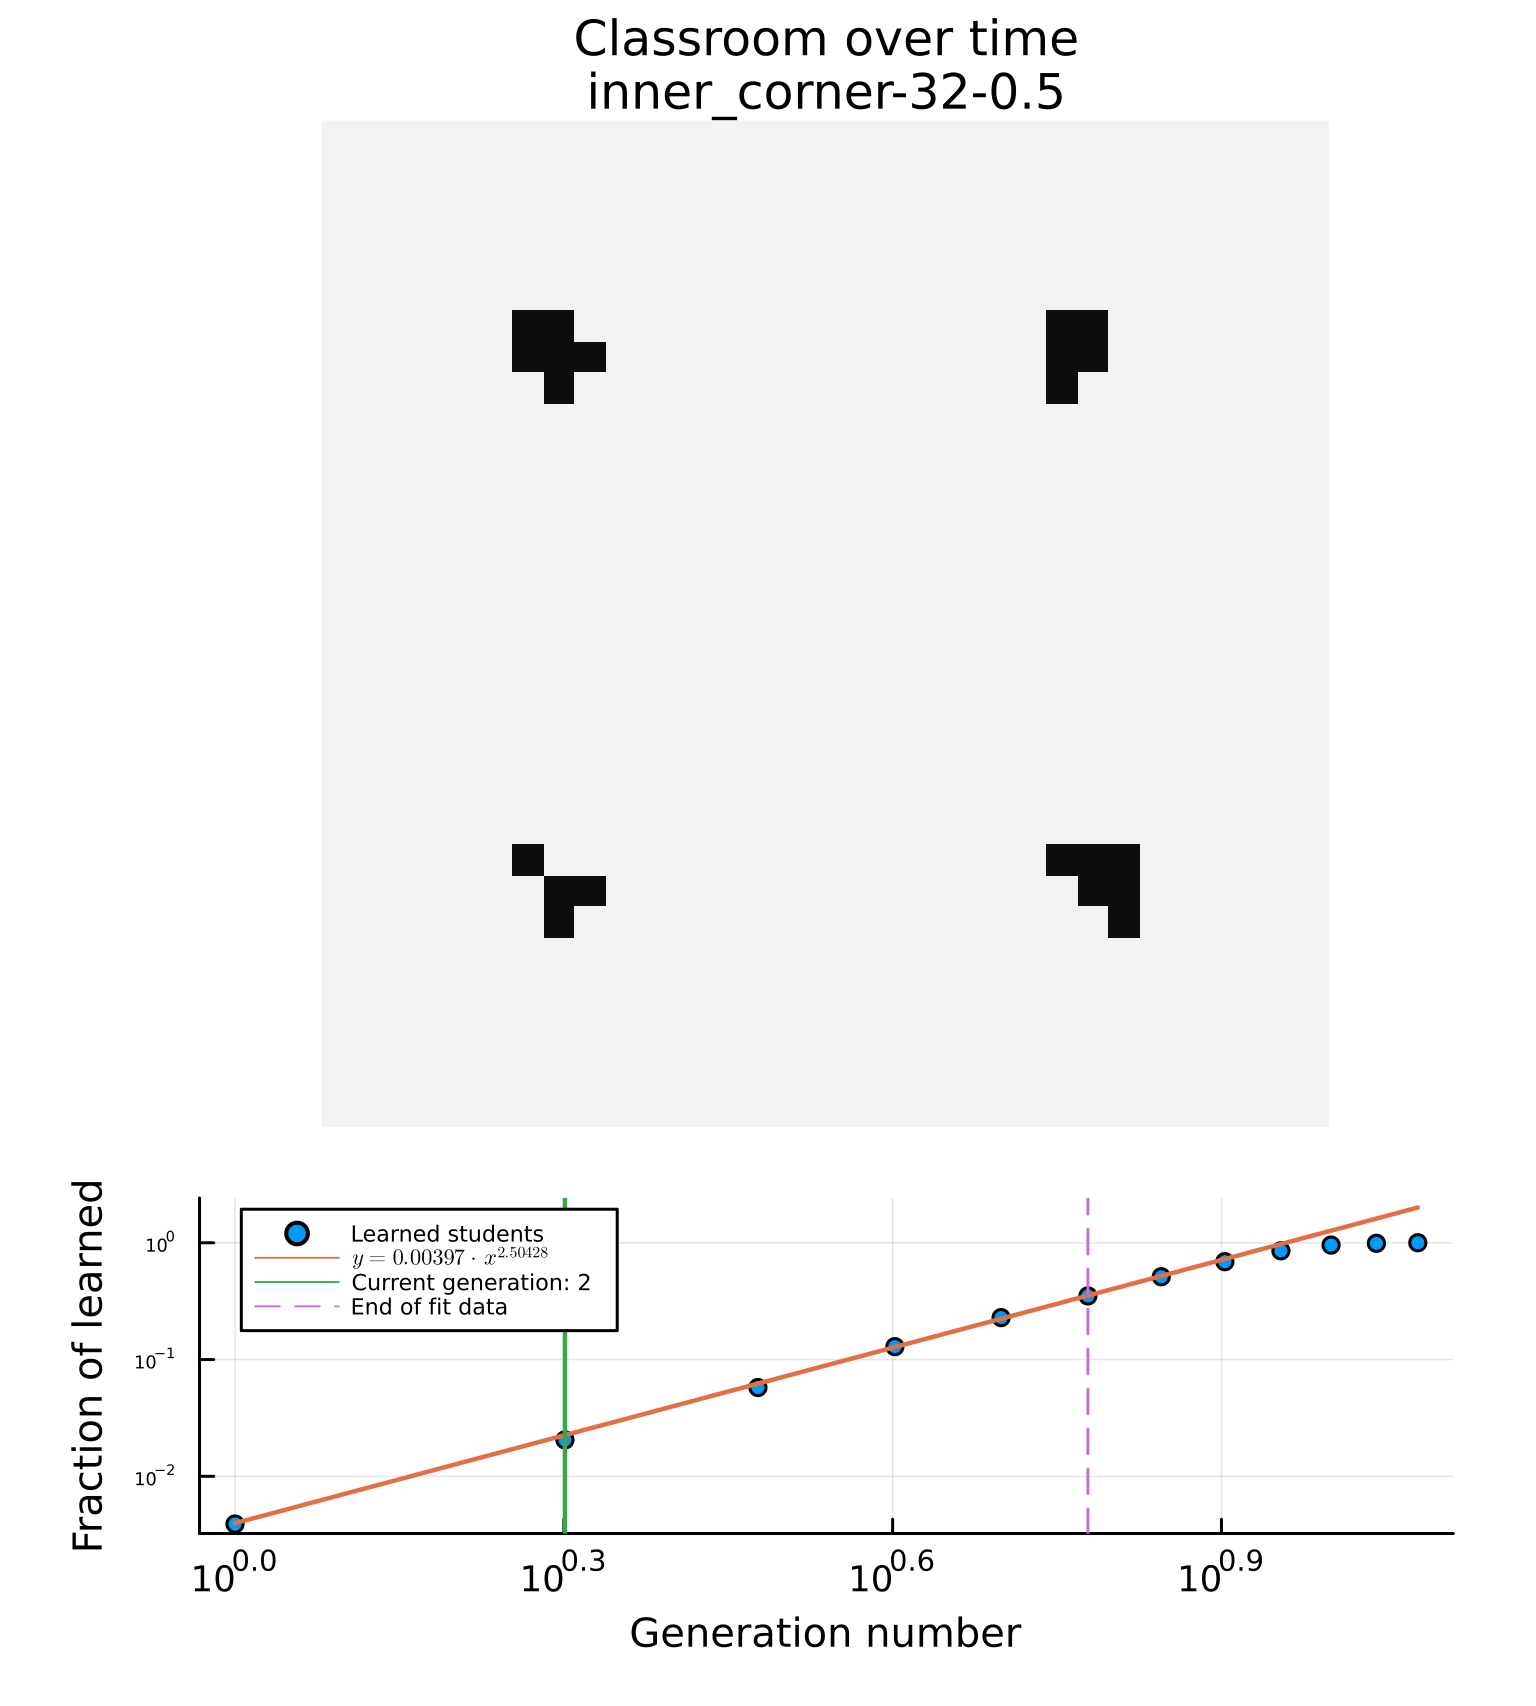 Classroom over time
inner_corner-32-0.5
Fraction of learned
10^0
10^−1
10^−2
Learned students
y = 0.00397 · x^2.50428
Current generation: 2
End of fit data
10^0.0 10^0.3 10^0.6 10^0.9
Generation number